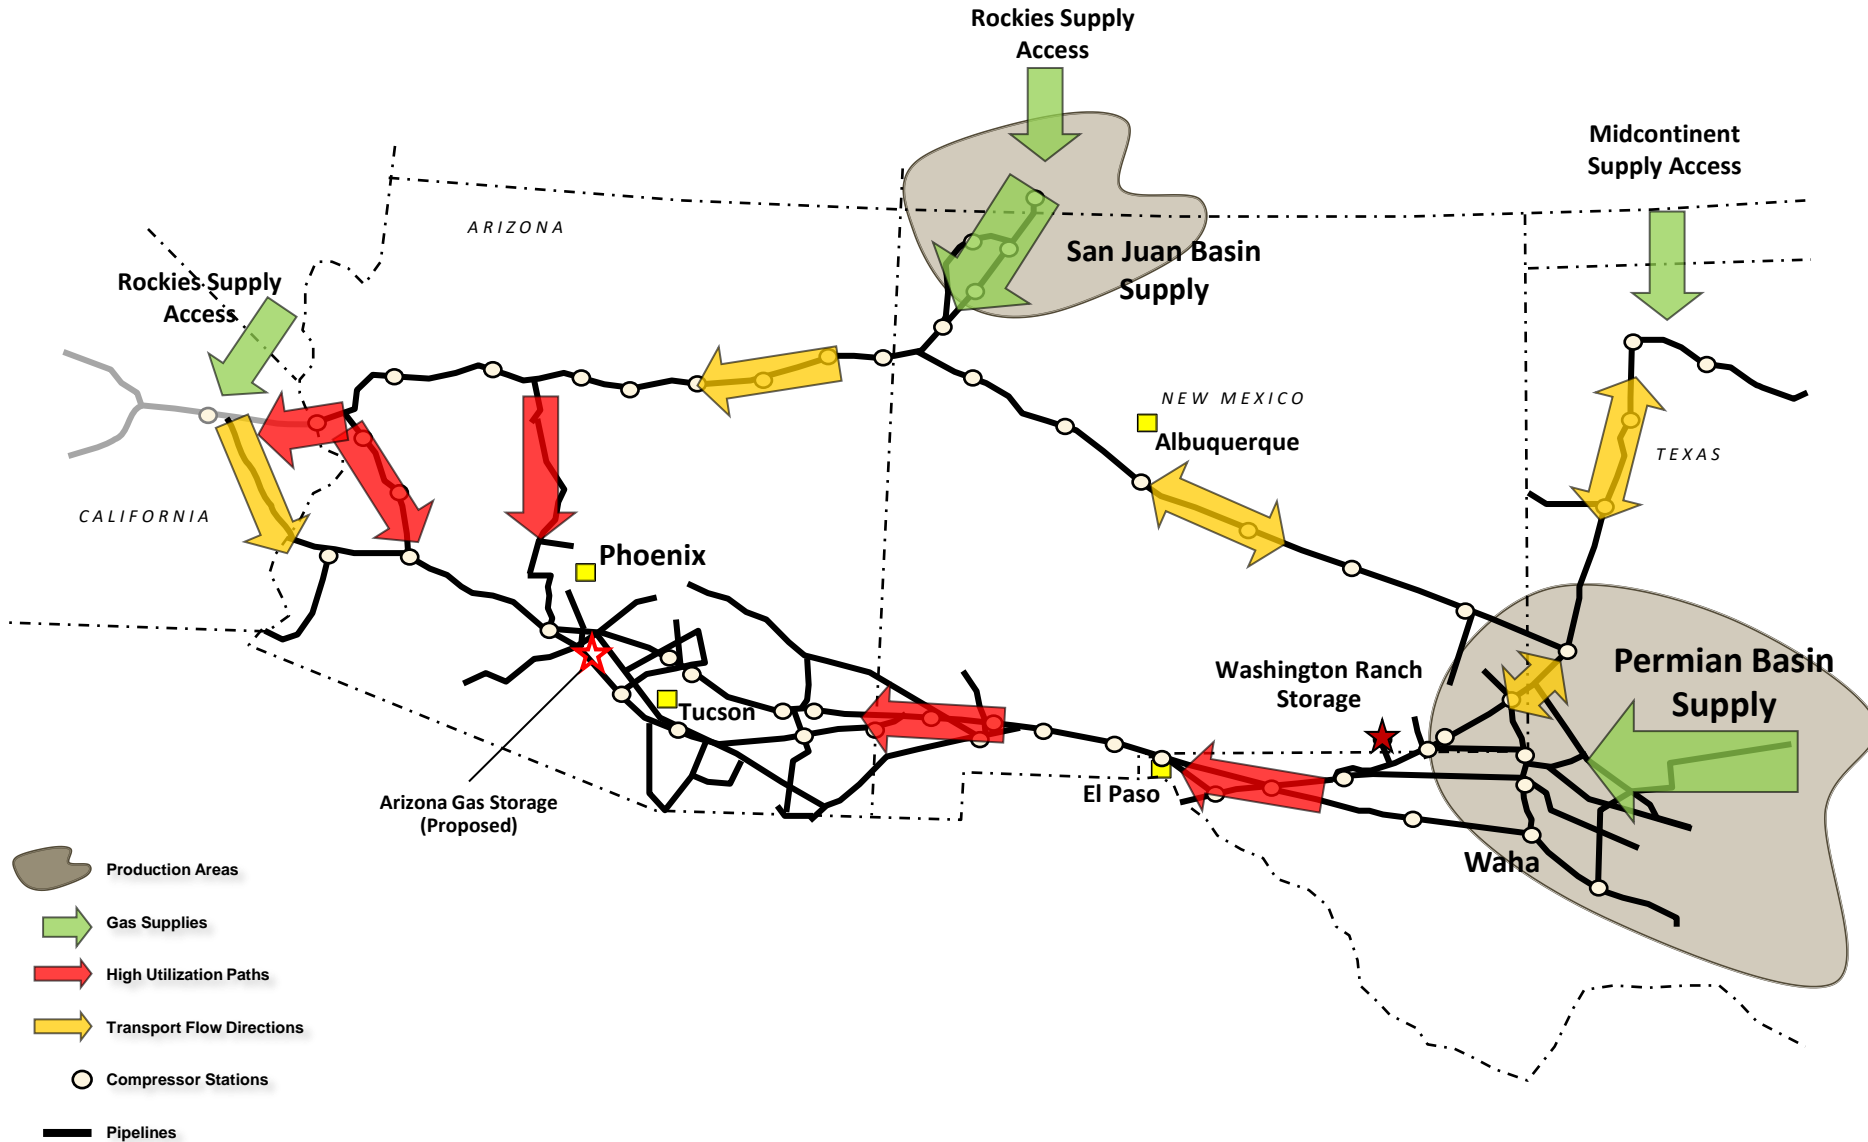 Rockies Supply
Access
Midcontinent
Supply Access
ARIZONA
San Juan Basin
Supply
Rockies Supply
Access
NEW MEXICO
Albuquerque
TEXAS
CALIFORNIA
Phoenix
Permian Basin
Supply
Washington Ranch
Storage
Tucson
El Paso
Arizona Gas Storage
(Proposed)
Waha
Production Areas
Gas Supplies
High Utilization Paths
Transport Flow Directions
Compressor Stations
Pipelines